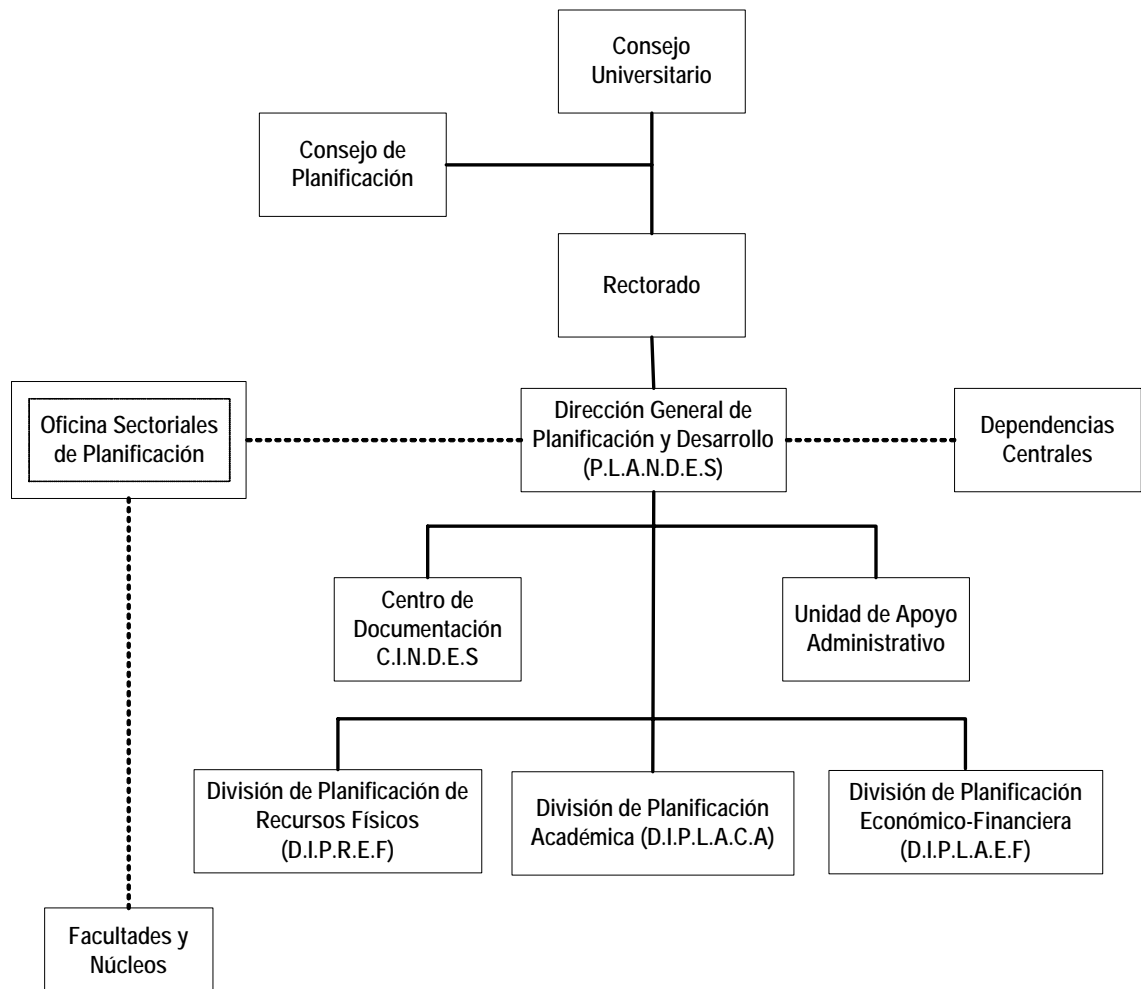 Consejo
Universitario
Consejo de
Planificación
Rectorado
Oficina Sectoriales
de Planificación
Dirección General de
Planificación y Desarrollo
(P.L.A.N.D.E.S)
Dependencias
Centrales
Centro de
Documentación
C.I.N.D.E.S
Unidad de Apoyo
Administrativo
División de Planificación de
Recursos Físicos
(D.I.P.R.E.F)
División de Planificación
Académica (D.I.P.L.A.C.A)
División de Planificación
Económico-Financiera
(D.I.P.L.A.E.F)
Facultades y
Núcleos